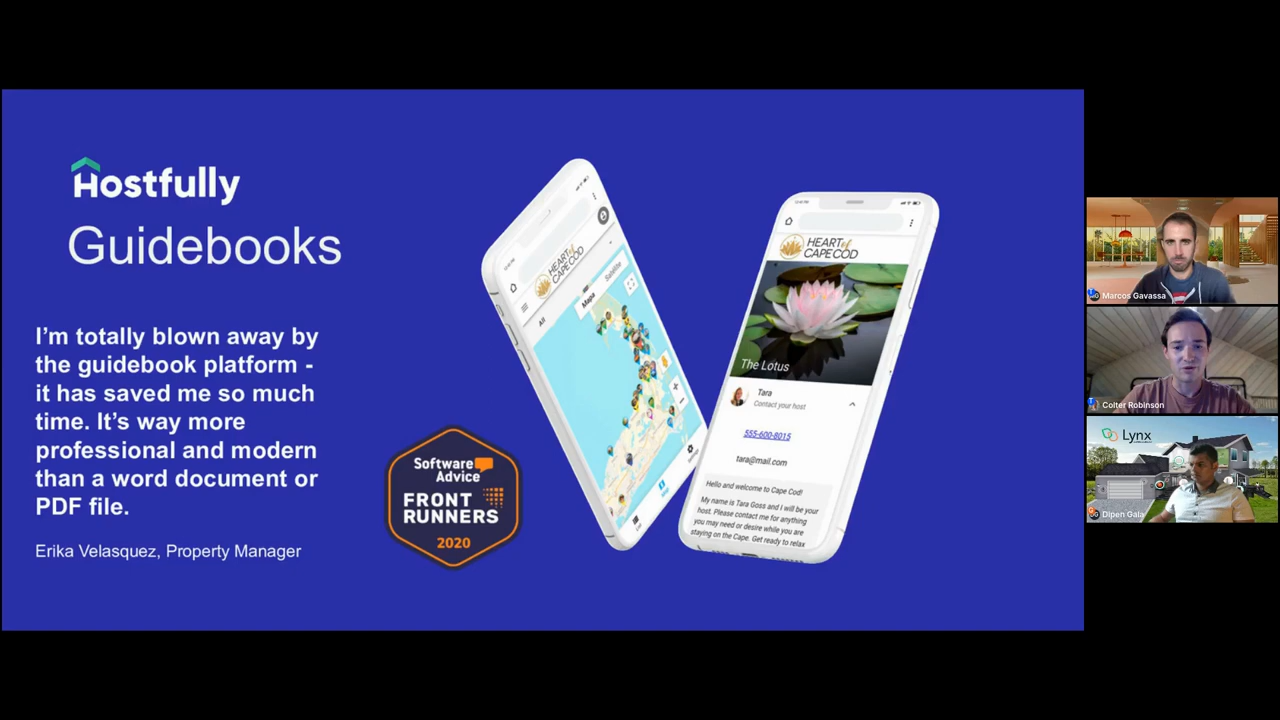 Hostfully
Guidebooks
I'm totally blown away by
the guidebook platform -
it has saved me so much
time. It's way more
professional and modern
than a word document or
PDF file.
Erika Velasquez, Property Manager
Software
Advice
FRONT
RUNNERS
2020
HEART of
CAPE COD
All
Mapa
Satellite
HEART of
CAPE COD
The Lotus
Tara
Contact your host
555-600-8015
tara@mail.com
Hello and welcome to Cape Cod!
My name is Tara Goss and I will be your
host. Please contact me for anything
you may need or desire while you are
staying on the Cape. Get ready to relax
Marcos Gavassa
Colter Robinson
Lynx
Dipen Gala